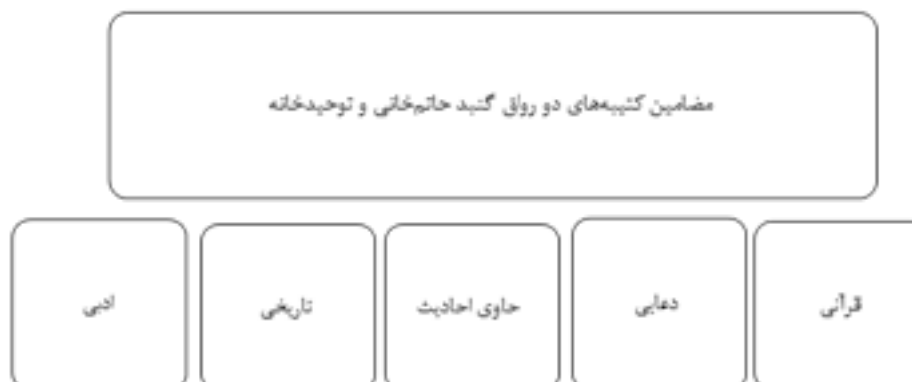 مضامین کتیبه‌های دو رواق گنبد حاتم‌خانی و توحیدخانه
قرآنی
دعایی
حاوی احادیث
تاریخی
ادبی